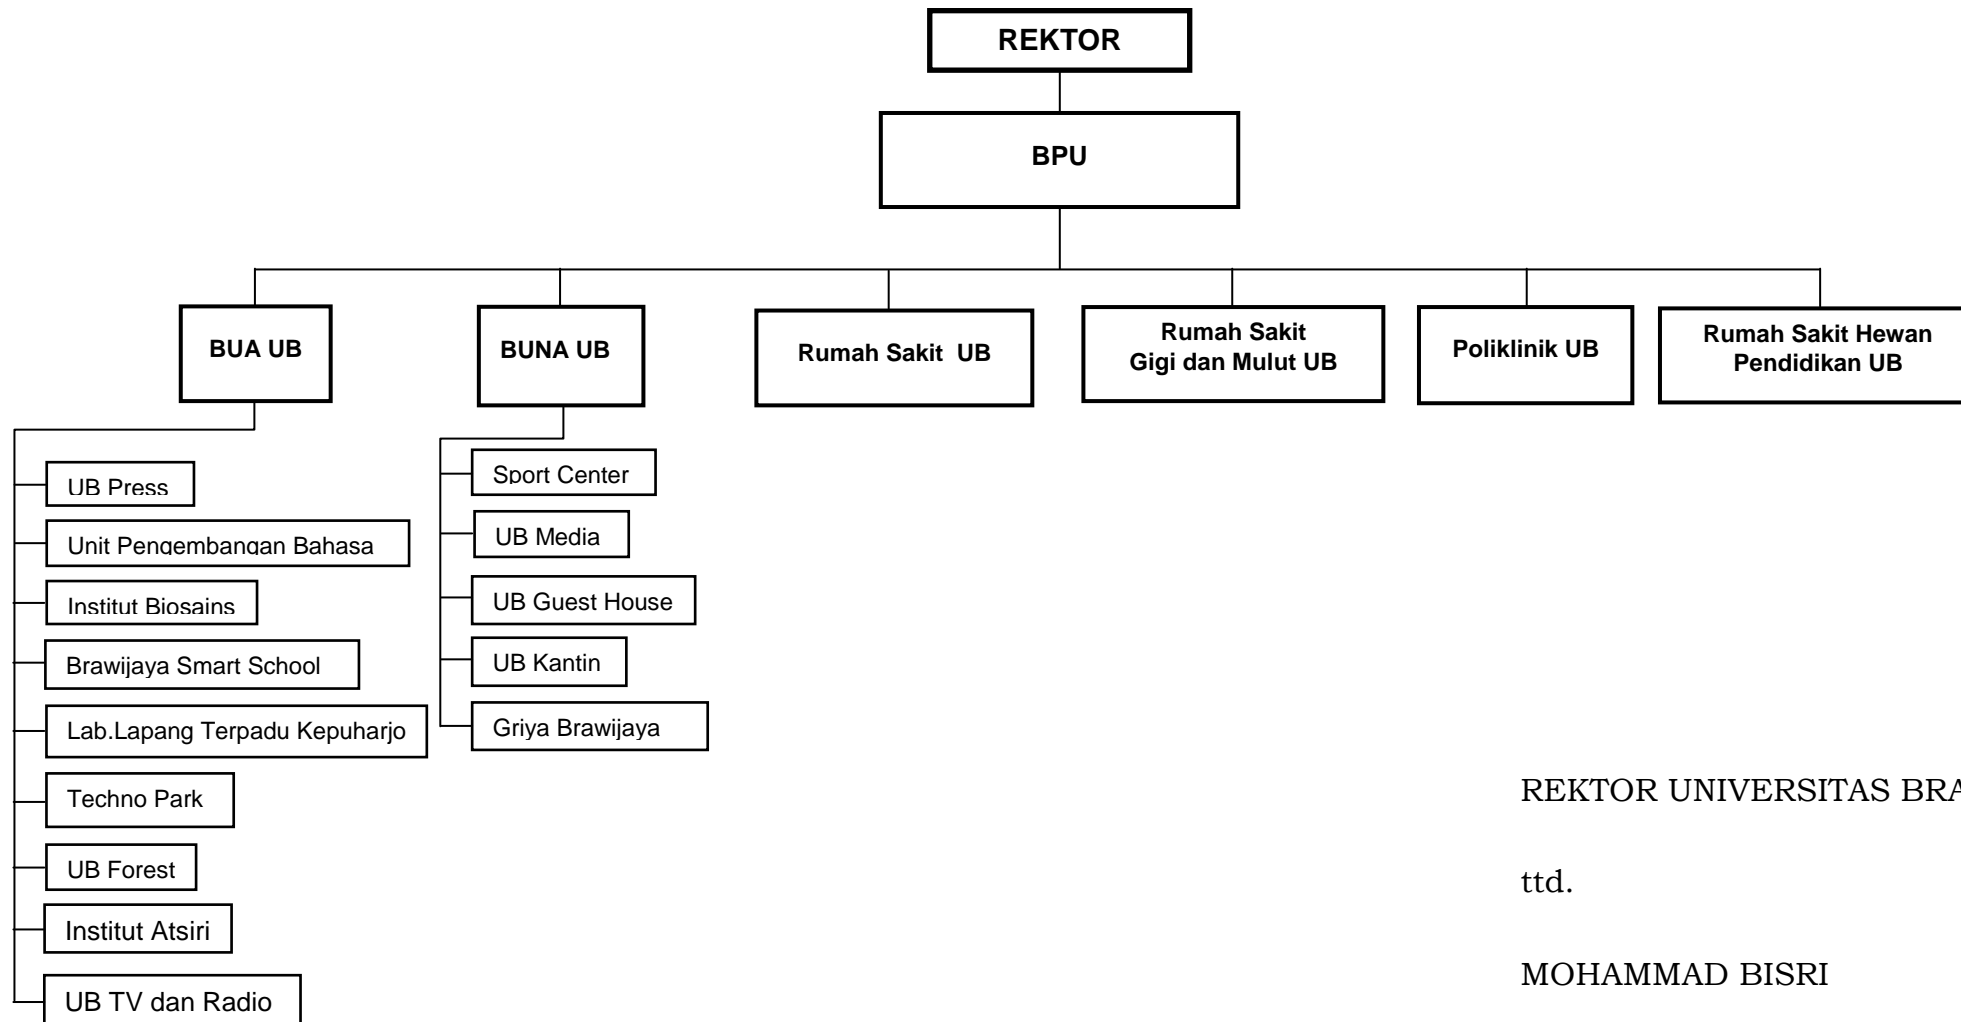 REKTOR
BPU
BUA UB
BUNA UB
Rumah Sakit UB
Rumah Sakit
Gigi dan Mulut UB
Poliklinik UB
Rumah Sakit Hewan
Pendidikan UB
UB Press
Unit Pengembangan Bahasa
Institut Biosains
Brawijaya Smart School
Lab.Lapang Terpadu Kepuharjo
Techno Park
UB Forest
Institut Atsiri
UB TV dan Radio
Sport Center
UB Media
UB Guest House
UB Kantin
Griya Brawijaya
REKTOR UNIVERSITAS BRA
ttd.
MOHAMMAD BISRI